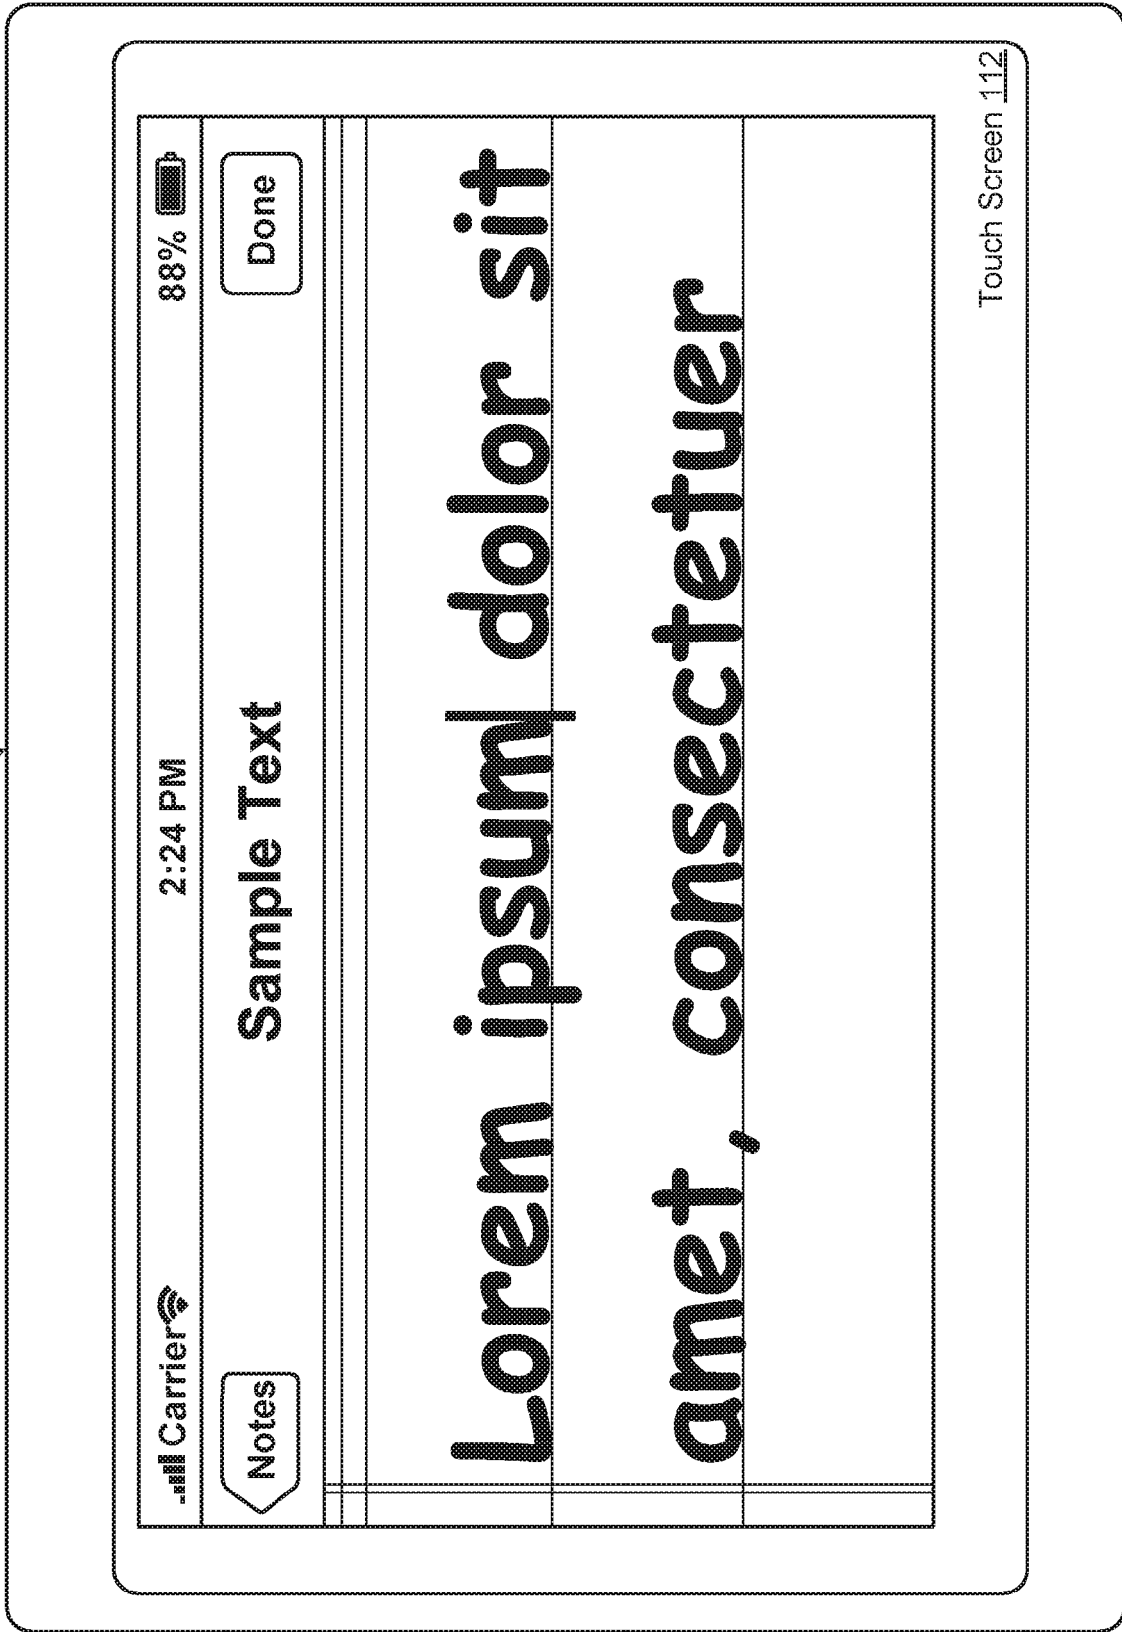 Carrier 2:24 PM 88%
Notes Sample Text Done
Lorem ipsum dolor sit
amet, consectetuer
Touch Screen 112